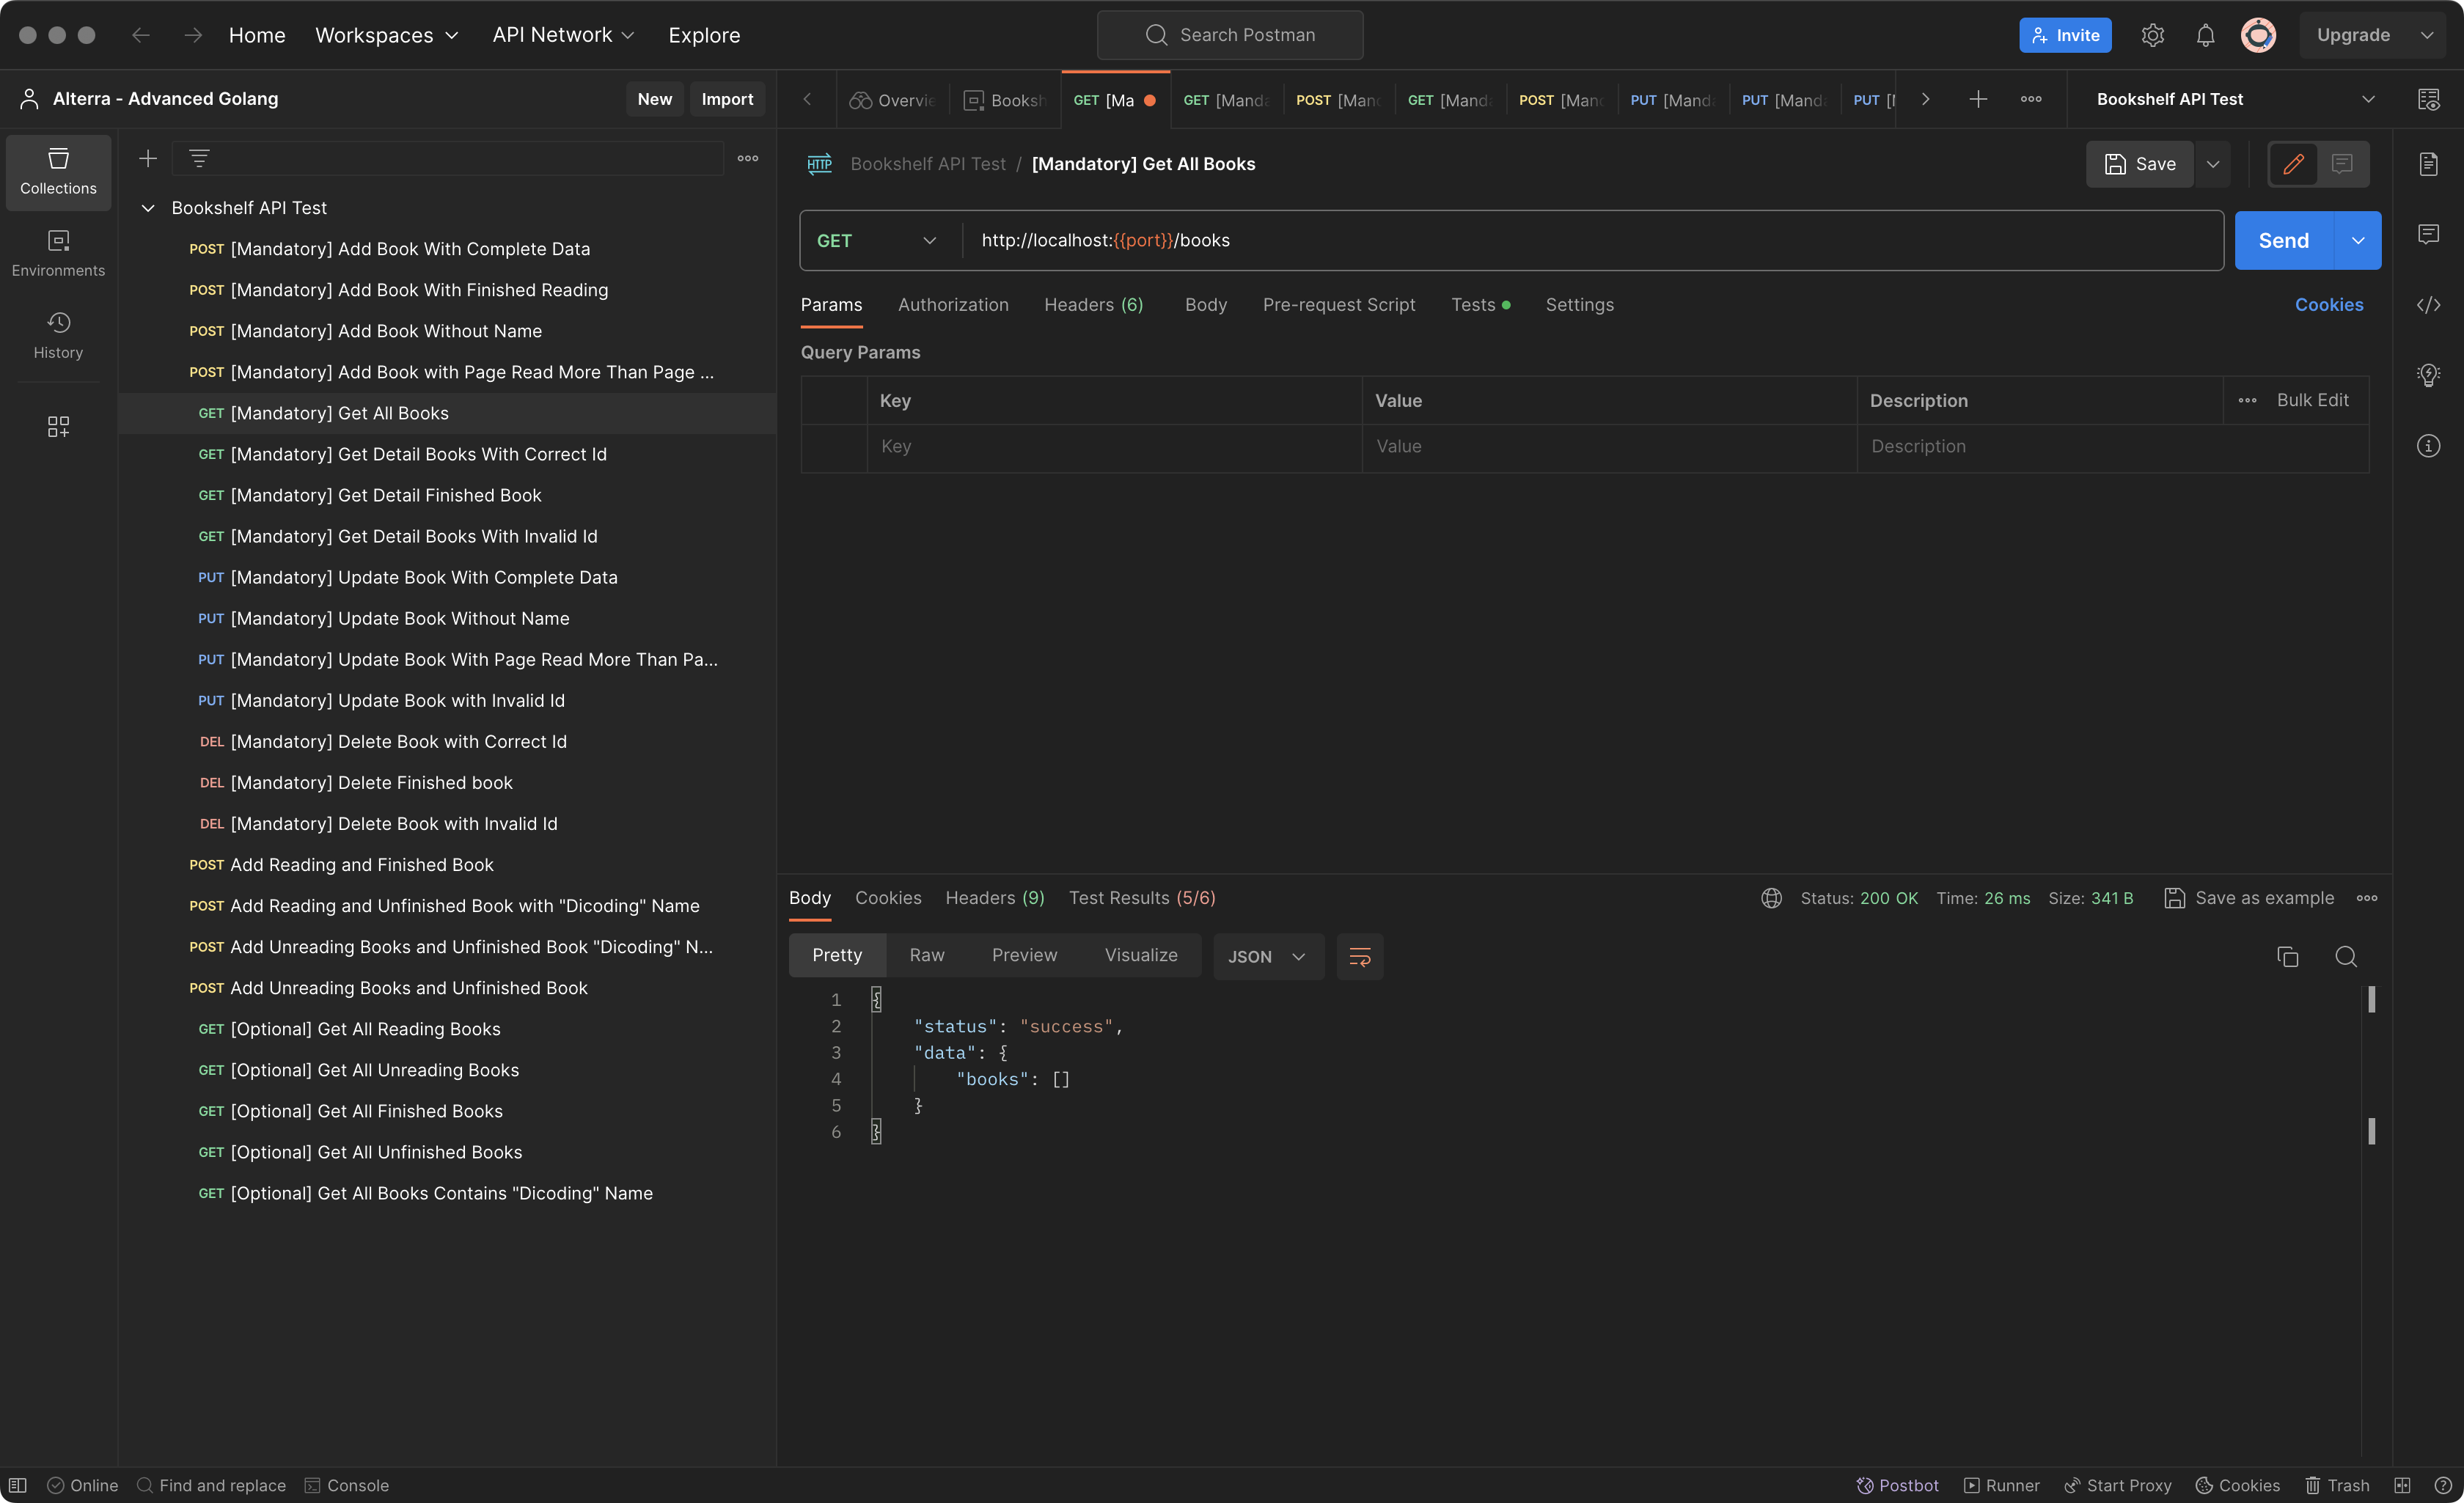 Home Workspaces API Network Explore Search Postman Invite Upgrade
Alterra - Advanced Golang New Import
Overvie Booksh GET [Ma GET [Manda POST [Man GET [Manda POST [Man PUT [Manda PUT [Manda PUT [ Bookshelf API Test
Collections
Environments
History
Bookshelf API Test
POST [Mandatory] Add Book With Complete Data
POST [Mandatory] Add Book With Finished Reading
POST [Mandatory] Add Book Without Name
POST [Mandatory] Add Book with Page Read More Than Page ...
GET [Mandatory] Get All Books
GET [Mandatory] Get Detail Books With Correct Id
GET [Mandatory] Get Detail Finished Book
GET [Mandatory] Get Detail Books With Invalid Id
PUT [Mandatory] Update Book With Complete Data
PUT [Mandatory] Update Book Without Name
PUT [Mandatory] Update Book With Page Read More Than Pa...
PUT [Mandatory] Update Book with Invalid Id
DEL [Mandatory] Delete Book with Correct Id
DEL [Mandatory] Delete Finished book
DEL [Mandatory] Delete Book with Invalid Id
POST Add Reading and Finished Book
POST Add Reading and Unfinished Book with "Dicoding" Name
POST Add Unreading Books and Unfinished Book "Dicoding" N...
POST Add Unreading Books and Unfinished Book
GET [Optional] Get All Reading Books
GET [Optional] Get All Unreading Books
GET [Optional] Get All Finished Books
GET [Optional] Get All Unfinished Books
GET [Optional] Get All Books Contains "Dicoding" Name
HTTP Bookshelf API Test / [Mandatory] Get All Books Save
GET http://localhost:{{port}}/books Send
Params Authorization Headers (6) Body Pre-request Script Tests Settings Cookies
Query Params
Key Value Description Bulk Edit
Key Value Description
Body Cookies Headers (9) Test Results (5/6) Status: 200 OK Time: 26 ms Size: 341 B Save as example
Pretty Raw Preview Visualize JSON
1 {
2 "status": "success",
3 "data": {
4 "books": []
5 }
6 }
Online Find and replace Console Postbot Runner Start Proxy Cookies Trash